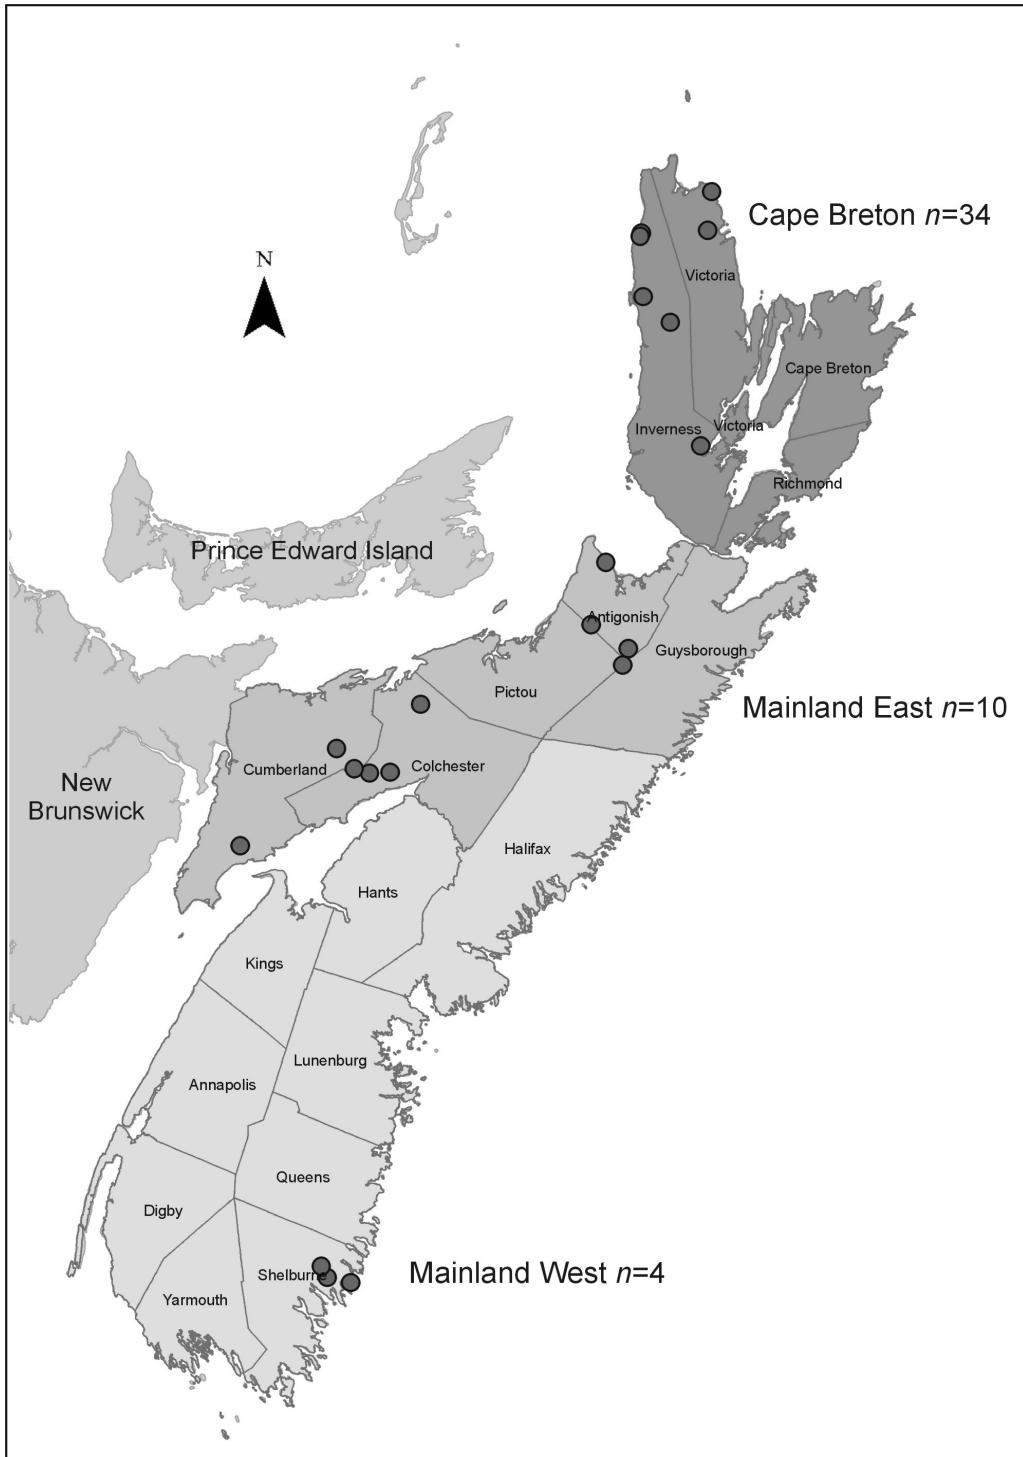 N
Cape Breton n=34
Victoria
Cape Breton
Inverness
Victoria
Richmond
Prince Edward Island
Antigonish
Guysborough
Pictou
Mainland East n=10
Cumberland
Colchester
New
Brunswick
Halifax
Hants
Kings
Lunenburg
Annapolis
Queens
Digby
Shelburne
Mainland West n=4
Yarmouth